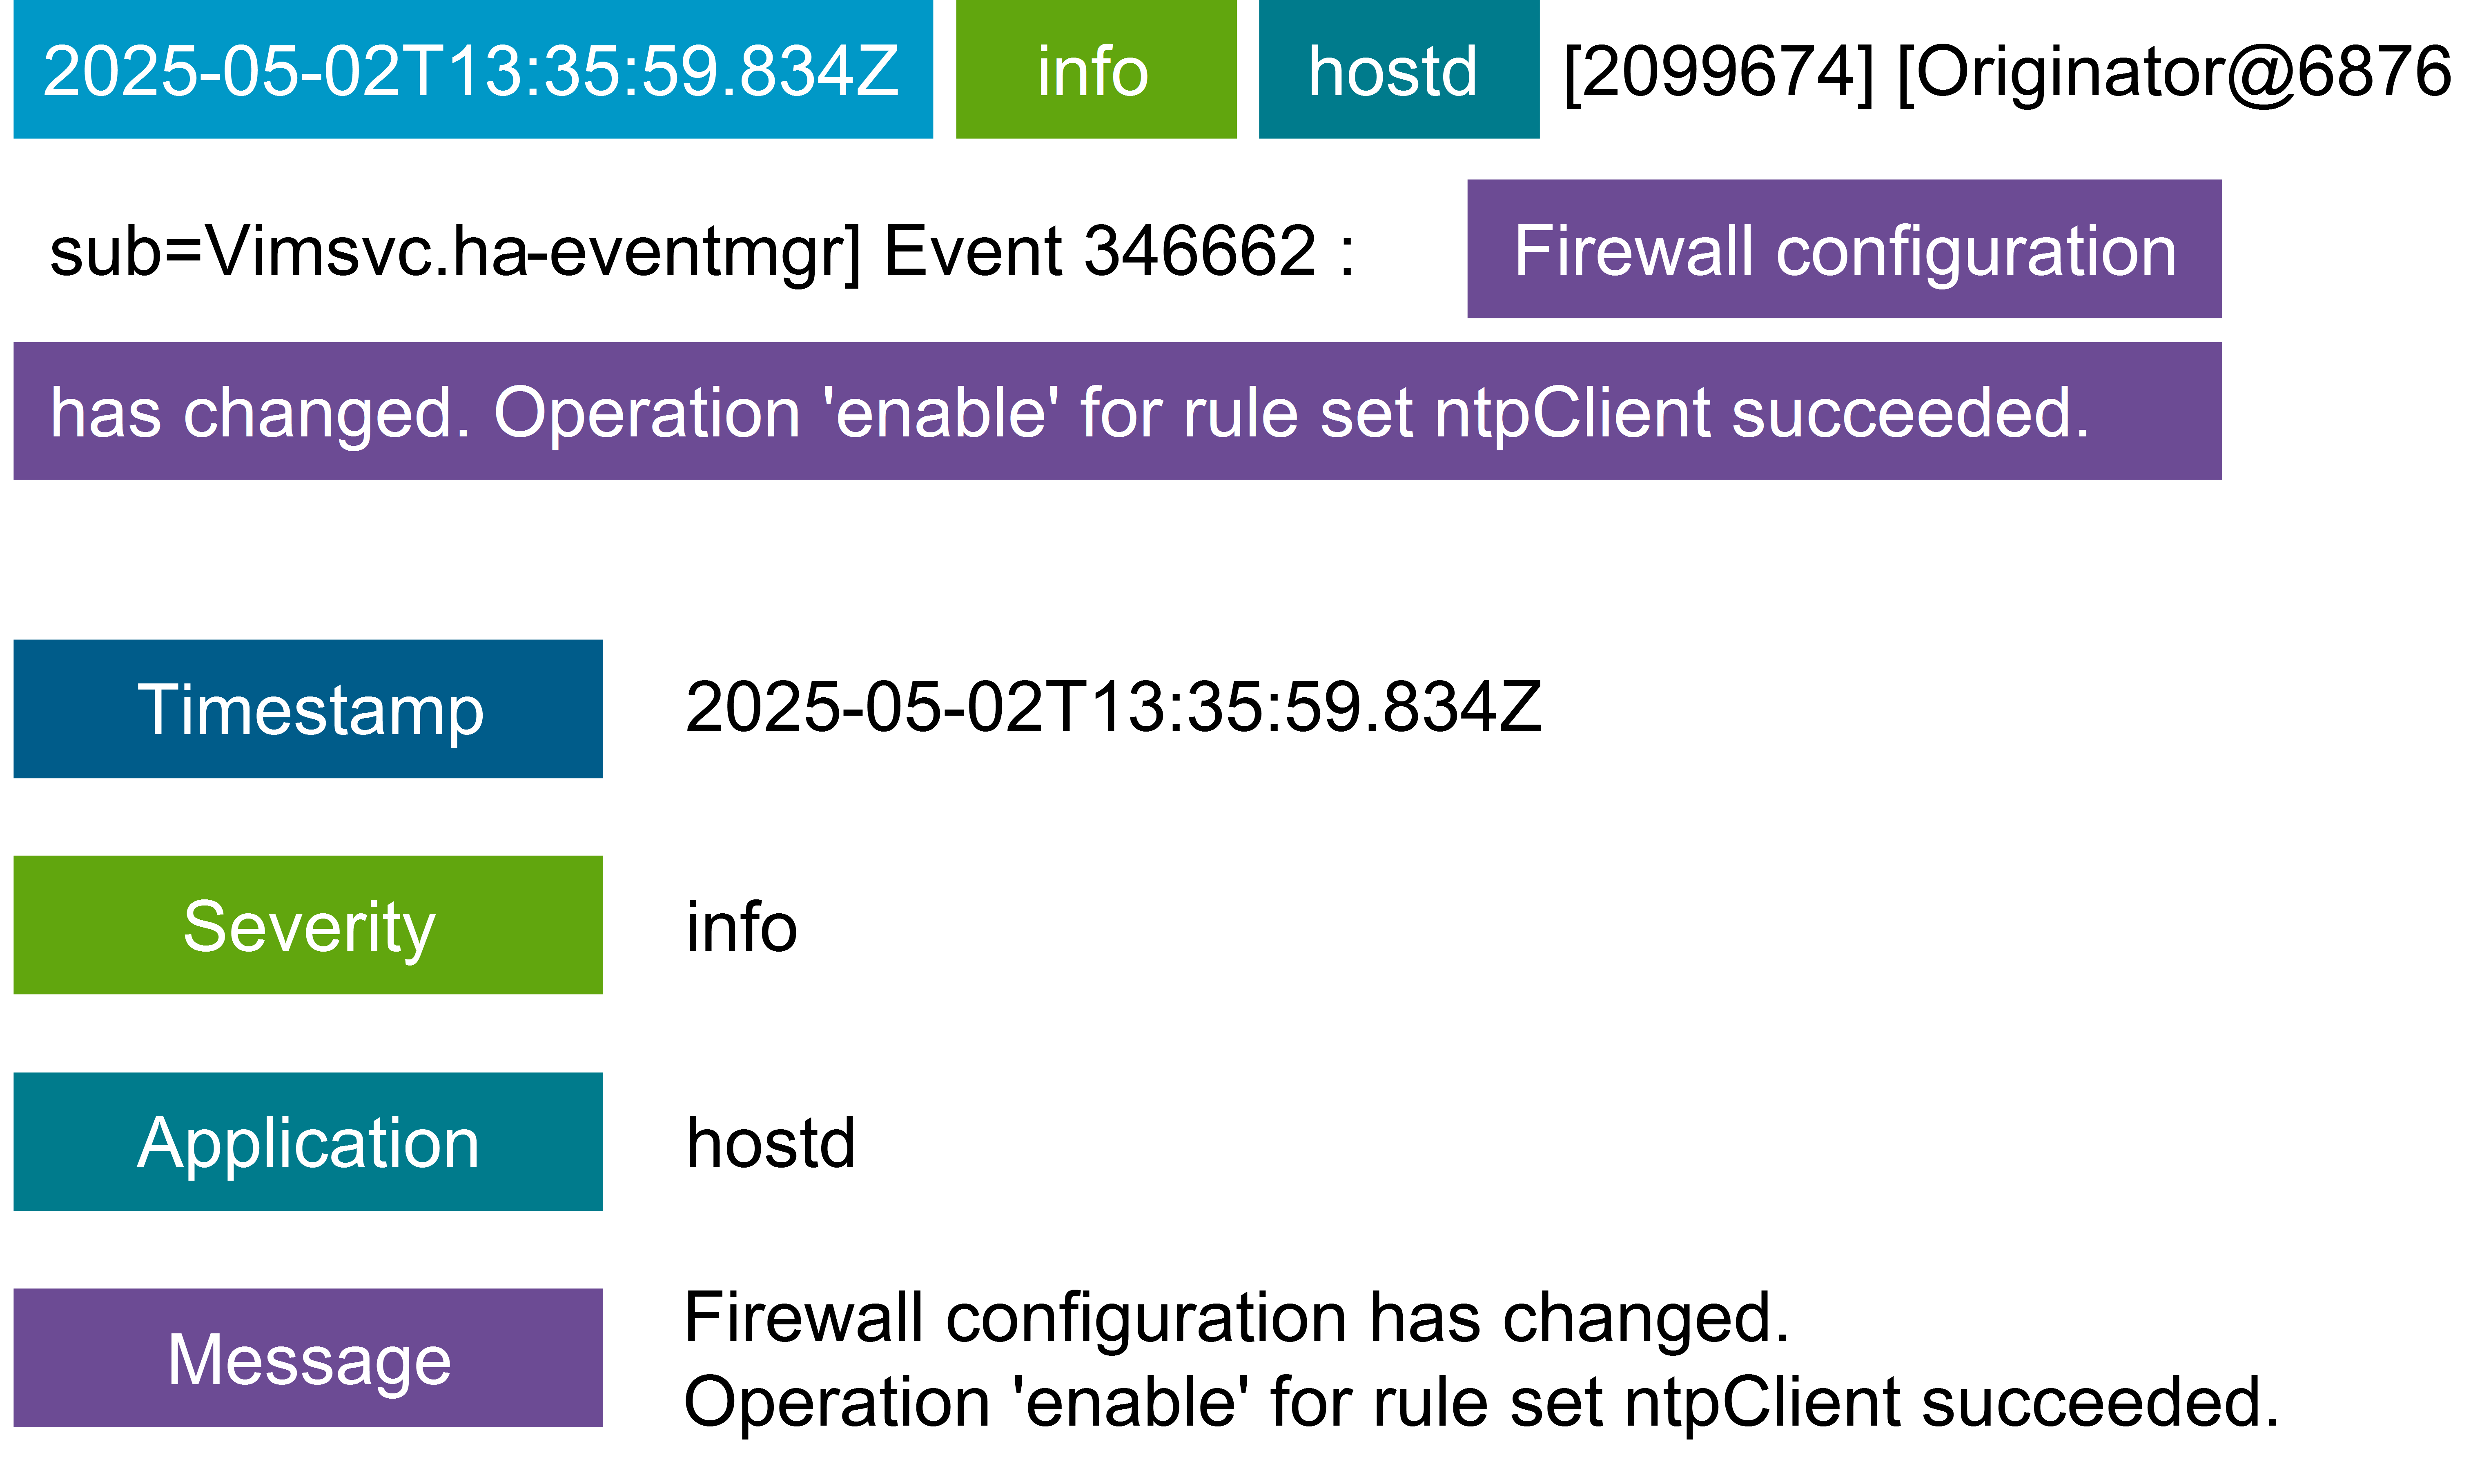 2025-05-02T13:35:59.834Z info hostd [2099674] [Originator@6876
sub=Vimsvc.ha-eventmgr] Event 346662 : Firewall configuration
has changed. Operation 'enable' for rule set ntpClient succeeded.
Timestamp 2025-05-02T13:35:59.834Z
Severity info
Application hostd
Message Firewall configuration has changed.
Operation 'enable' for rule set ntpClient succeeded.